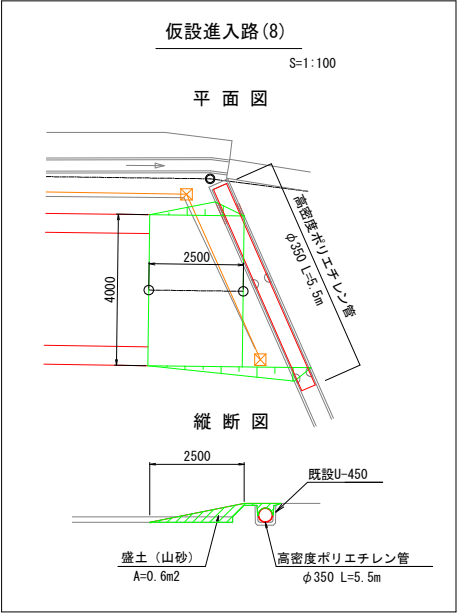 仮設進入路(8)
S=1:100
平 面 図
高密度ポリエチレン管
φ350 L=5.5m
2500
4000
縦 断 図
2500
既設U-450
盛土（山砂）
A=0.6m2
高密度ポリエチレン管
φ350 L=5.5m